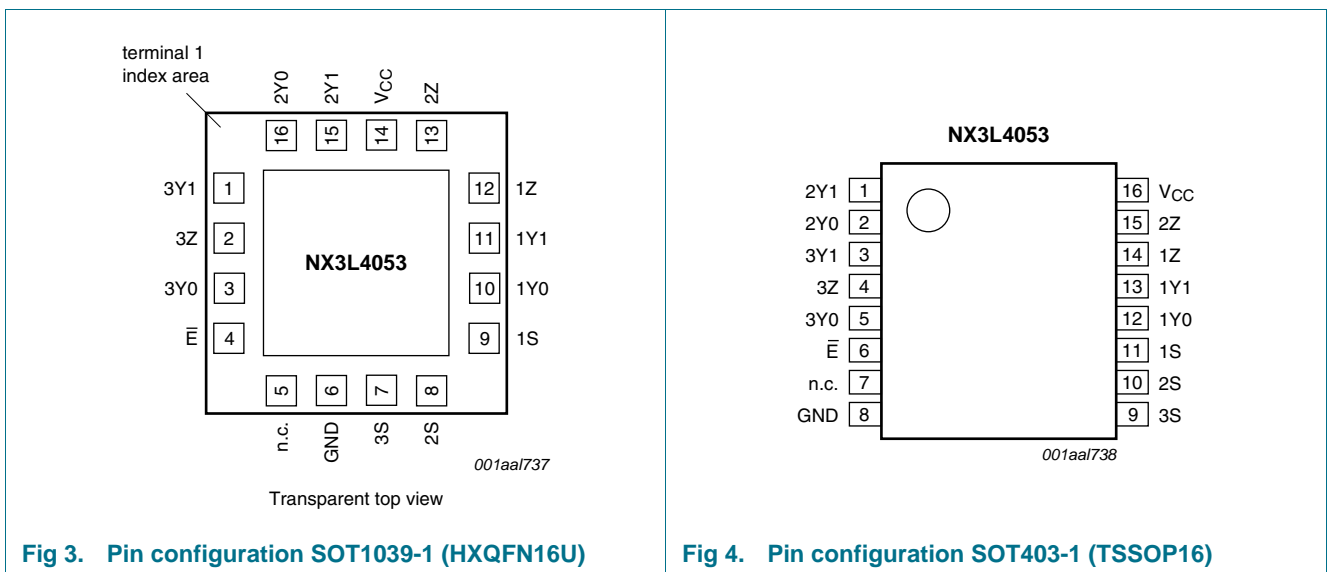 terminal 1
index area
2Y0
2Y1
VCC
2Z
16
15
14
13
3Y1 1
12 1Z
3Z 2
11 1Y1
NX3L4053
3Y0 3
10 1Y0
E̅ 4
9 1S
5
6
7
8
n.c.
GND
3S
2S
001aal737
Transparent top view
Fig 3. Pin configuration SOT1039-1 (HXQFN16U)
NX3L4053
2Y1 1
16 VCC
2Y0 2
15 2Z
3Y1 3
14 1Z
3Z 4
13 1Y1
3Y0 5
12 1Y0
E̅ 6
11 1S
n.c. 7
10 2S
GND 8
9 3S
001aal738
Fig 4. Pin configuration SOT403-1 (TSSOP16)